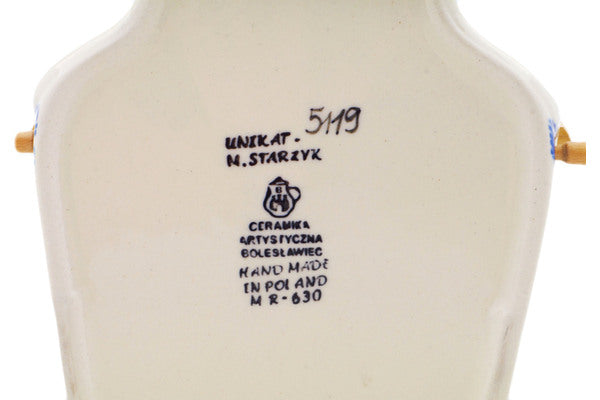 UNIKAT - 5119
M. STARZYK
CERAMIKA
ARTYSTYCZNA
BOLESŁAWIEC
HAND MADE
IN POLAND
M R - 630